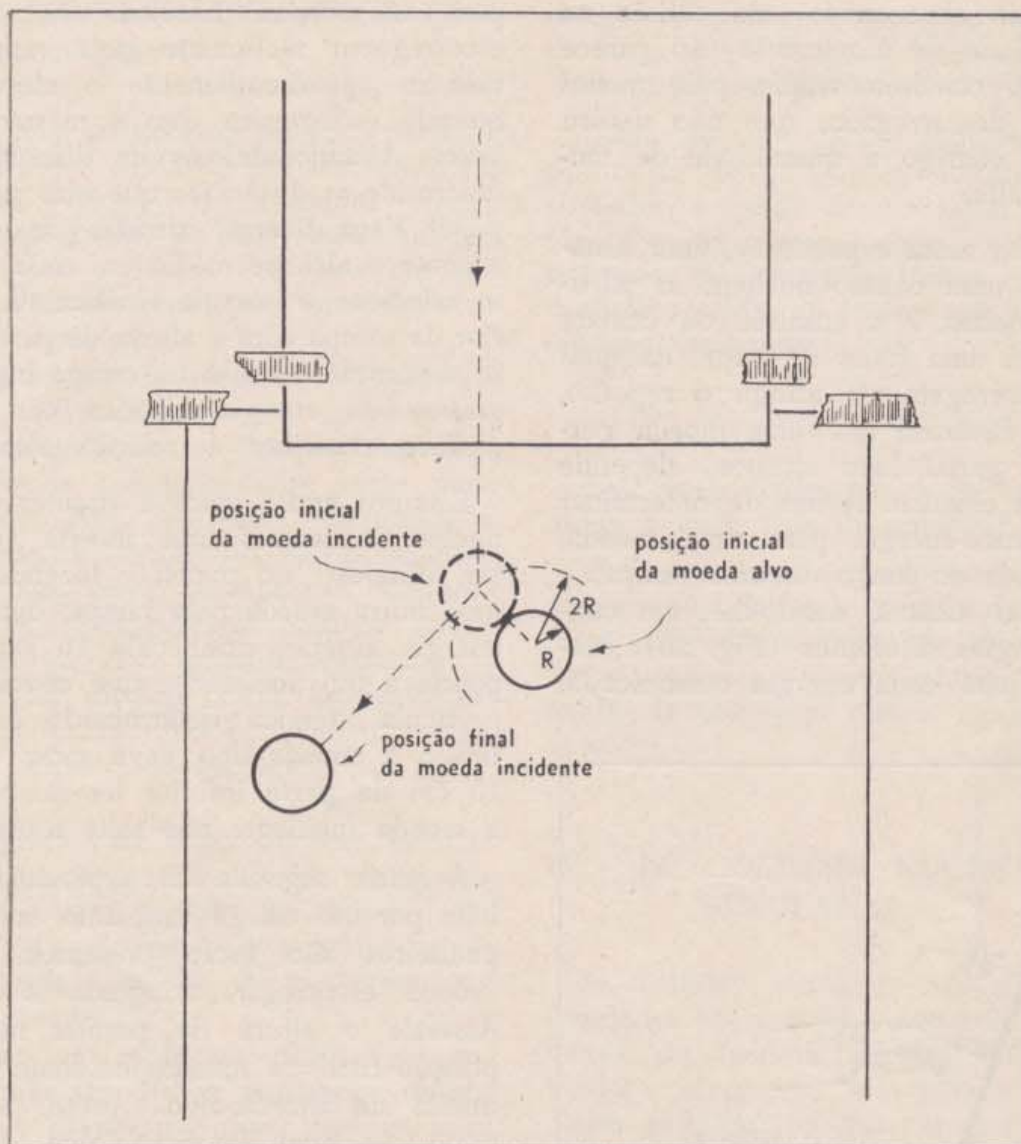 posição inicial
da moeda incidente
posição inicial
da moeda alvo
2R
R
posição final
da moeda incidente